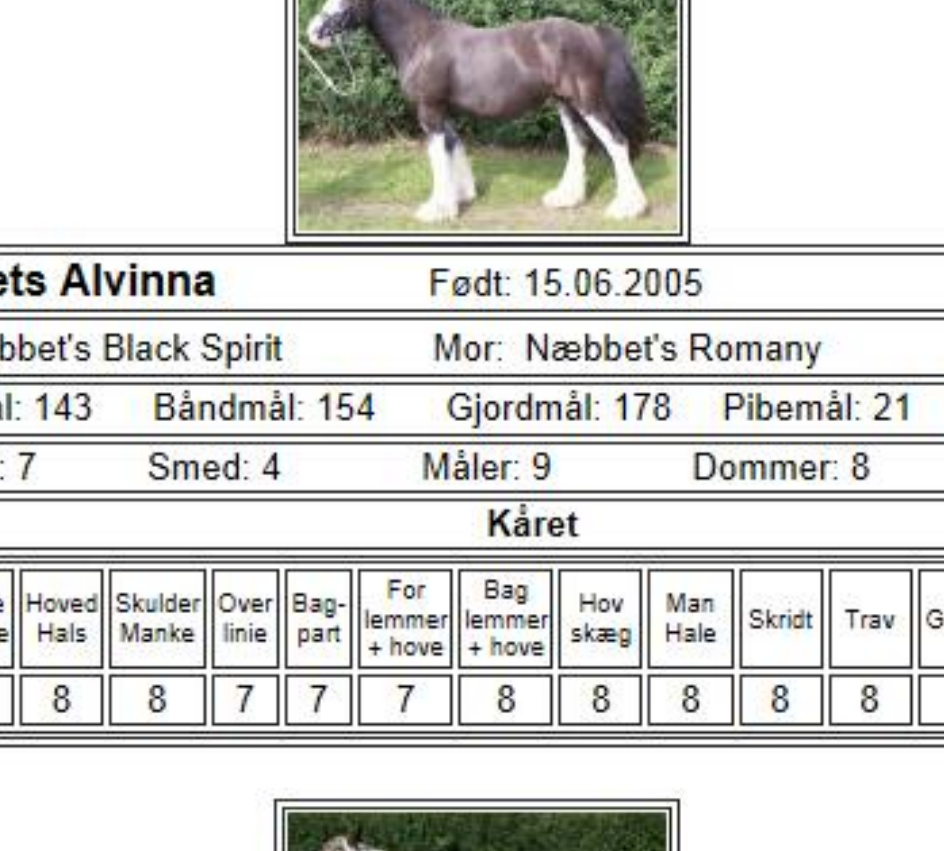 ets Alvinna Født: 15.06.2005
bbet's Black Spirit Mor: Næbbet's Romany
l: 143 Båndmål: 154 Gjordmål: 178 Pibemål: 21
: 7 Smed: 4 Måler: 9 Dommer: 8
Kåret
e Hoved Skulder Over Bag- For Bag Hov Man Skridt Trav G
e Hals Manke linie part lemmer lemmer skæg Hale
+ hove + hove
8 8 7 7 7 8 8 8 8 8